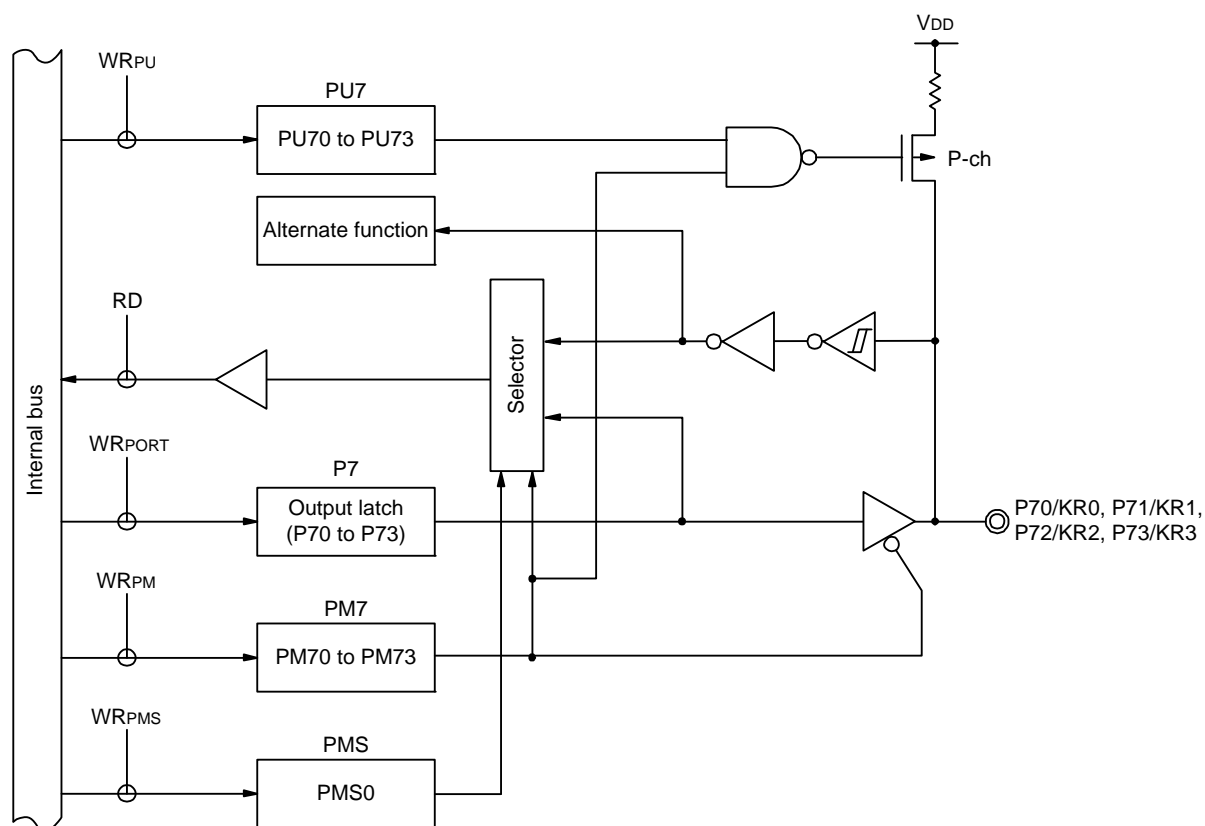 VDD
WRPU
PU7
PU70 to PU73
P-ch
Alternate function
RD
Selector
Internal bus
WRPORT
P7
Output latch
(P70 to P73)
P70/KR0, P71/KR1,
P72/KR2, P73/KR3
WRPM
PM7
PM70 to PM73
WRPMS
PMS
PMS0